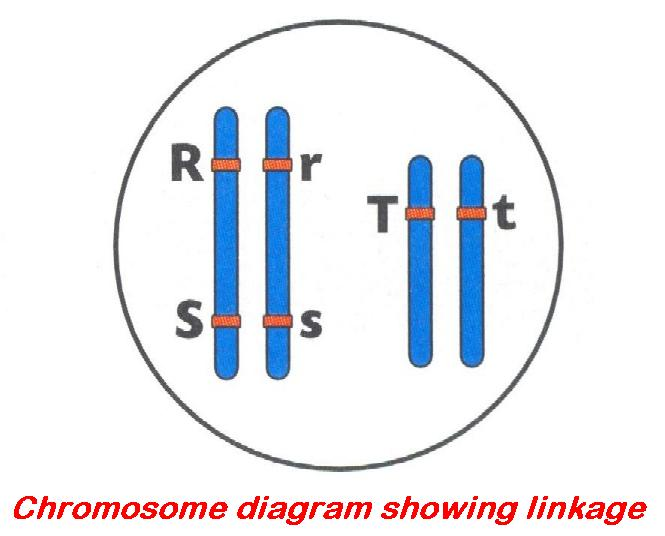 R r
T t
S s
Chromosome diagram showing linkage